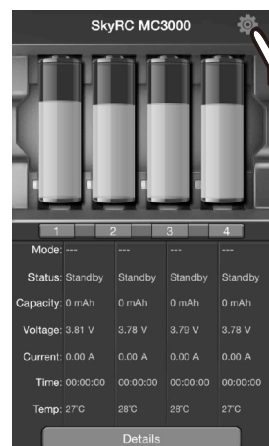 SkyRC MC3000
1 2 3 4
Mode: --- --- --- ---
Status: Standby Standby Standby Standby
Capacity: 0 mAh 0 mAh 0 mAh 0 mAh
Voltage: 3.81 V 3.78 V 3.79 V 3.78 V
Current: 0.00 A 0.00 A 0.00 A 0.00 A
Time: 00:00:00 00:00:00 00:00:00 00:00:00
Temp: 27°C 28°C 28°C 27°C
Details